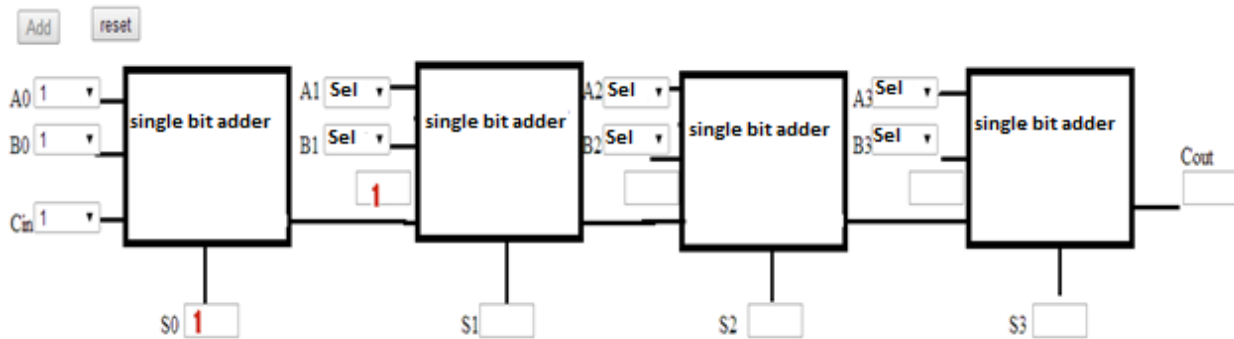 Add reset
A0 1 single bit adder A1 Sel single bit adder A2 Sel single bit adder A3 Sel single bit adder
B0 1 B1 Sel B2 Sel B3 Sel
1 Cout
Cin 1
S0 1 S1 S2 S3